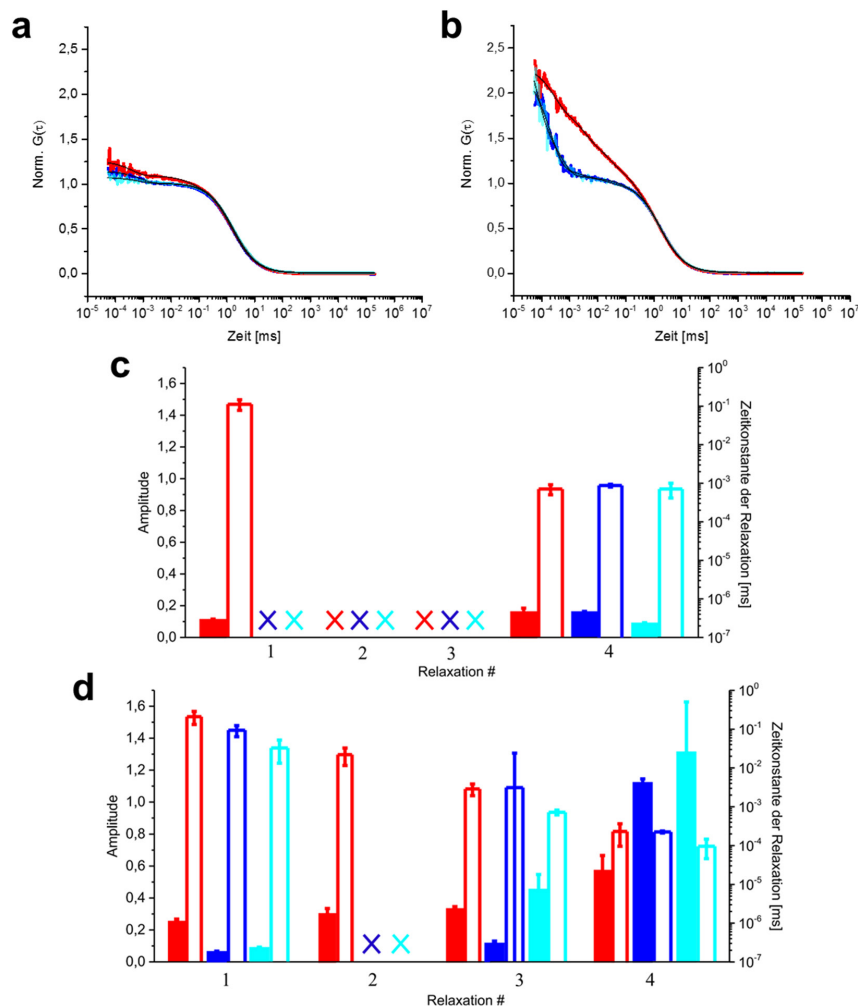 a
2,5
2,0
1,5
1,0
0,5
0,0
Norm. G(τ)
10⁻⁵ 10⁻⁴ 10⁻³ 10⁻² 10⁻¹ 10⁰ 10¹ 10² 10³ 10⁴ 10⁵ 10⁶ 10⁷
Zeit [ms]
b
2,5
2,0
1,5
1,0
0,5
0,0
Norm. G(τ)
10⁻⁵ 10⁻⁴ 10⁻³ 10⁻² 10⁻¹ 10⁰ 10¹ 10² 10³ 10⁴ 10⁵ 10⁶ 10⁷
Zeit [ms]
c
1,6
1,4
1,2
1,0
0,8
1,6
0,4
0,2
0,0
Amplitude
10⁰
10⁻¹
10⁻²
10⁻³
10⁻⁴
10⁻⁵
10⁻⁶
10⁻⁷
Zeitkonstante der Relaxation [ms]
1 2 3 4
Relaxation #
d
1,6
1,4
1,2
1,0
0,8
0,6
0,4
0,2
0,0
Amplitude
10⁰
10⁻¹
10⁻²
10⁻³
10⁻⁴
10⁻⁵
10⁻⁶
10⁻⁷
Zeitkonstante der Relaxation [ms]
1 2 3 4
Relaxation #